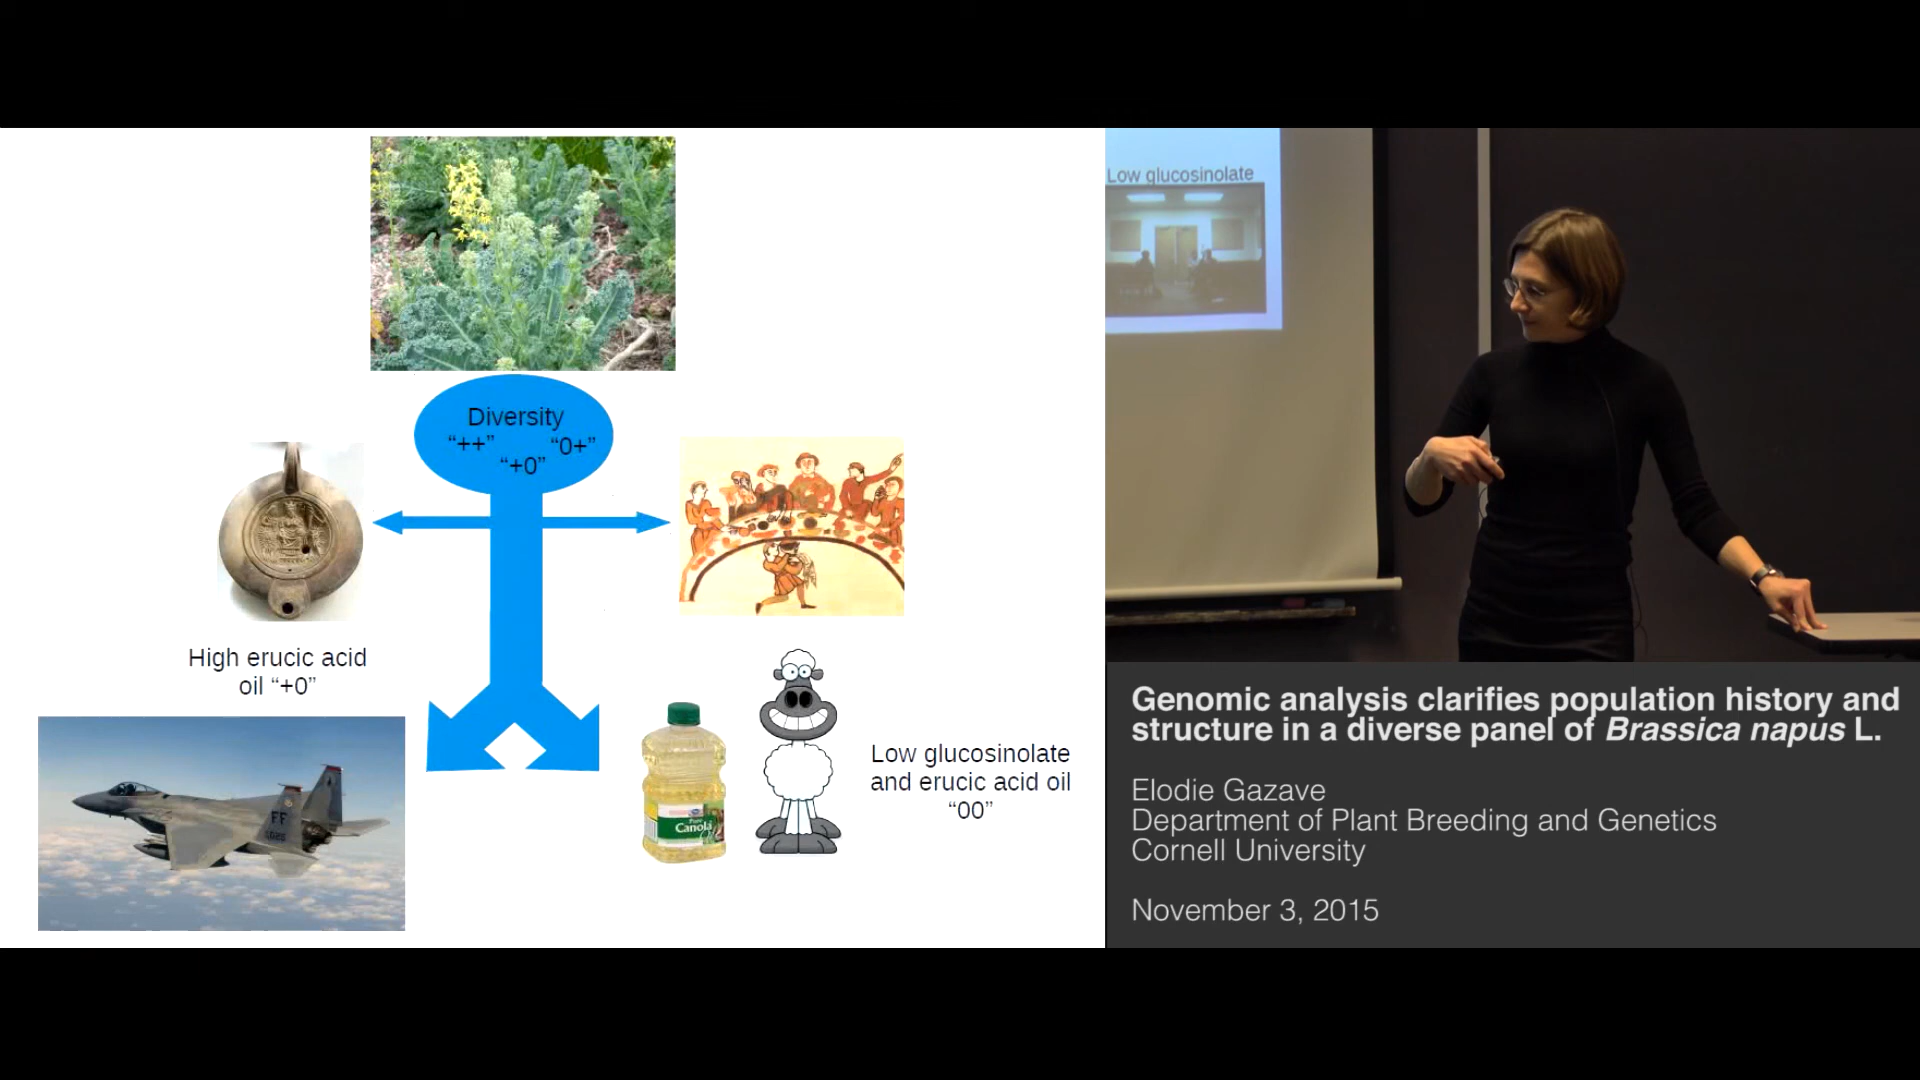 Diversity
“++” “0+”
“+0”
High erucic acid
oil “+0”
FF
Pure
Canola
Low glucosinolate
and erucic acid oil
“00”
Low glucosinolate
Genomic analysis clarifies population history and
structure in a diverse panel of Brassica napus L.
Elodie Gazave
Department of Plant Breeding and Genetics
Cornell University
November 3, 2015